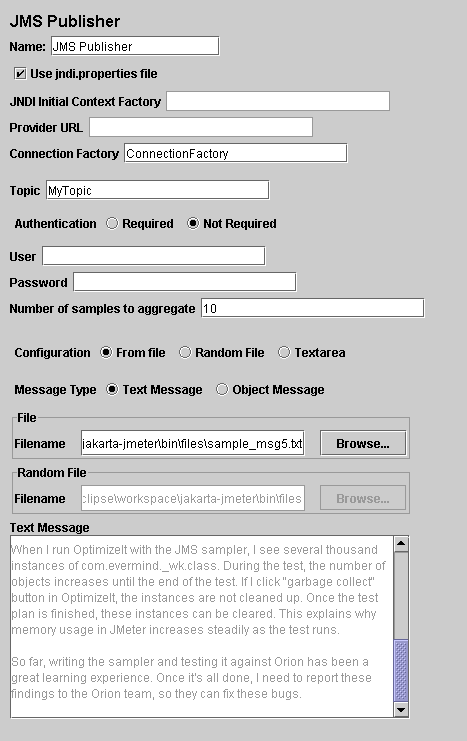 JMS Publisher
Name: JMS Publisher
Use jndi.properties file
JNDI Initial Context Factory
Provider URL
Connection Factory ConnectionFactory
Topic MyTopic
Authentication Required Not Required
User
Password
Number of samples to aggregate 10
Configuration From file Random File Textarea
Message Type Text Message Object Message
File
Filename jakarta-jmeter\bin\files\sample_msg5.txt Browse...
Random File
Filename clipse\workspace\jakarta-jmeter\bin\files Browse...
Text Message
When I run OptimizeIt with the JMS sampler, I see several thousand
instances of com.evermind._wk.class. During the test, the number of
objects increases until the end of the test. If I click "garbage collect"
button in OptimizeIt, the instances are not cleaned up. Once the test
plan is finished, these instances can be cleared. This explains why
memory usage in JMeter increases steadily as the test runs.
So far, writing the sampler and testing it against Orion has been a
great learning experience. Once it's all done, I need to report these
findings to the Orion team, so they can fix these bugs.